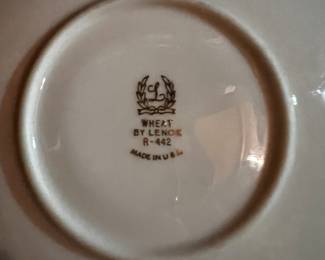 L
WHEAT
BY LENOX
R-442
MADE IN U.S.A.